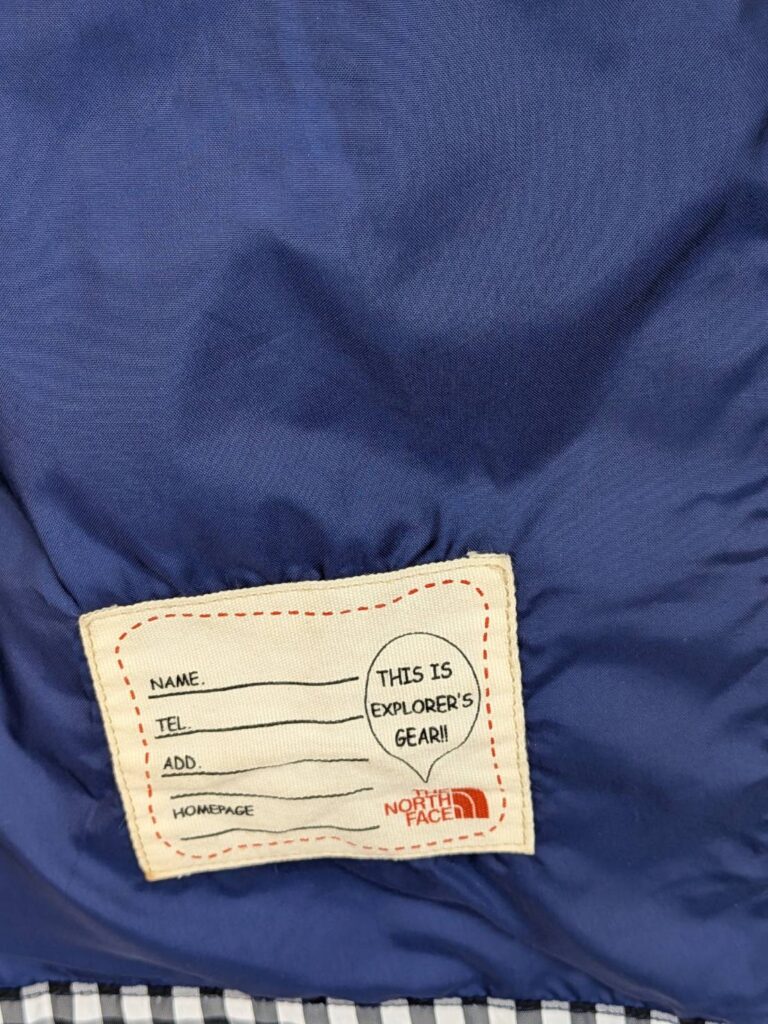 NAME.
TEL.
ADD.
HOMEPAGE
THIS IS
EXPLORER'S
GEAR!!
THE
NORTH
FACE